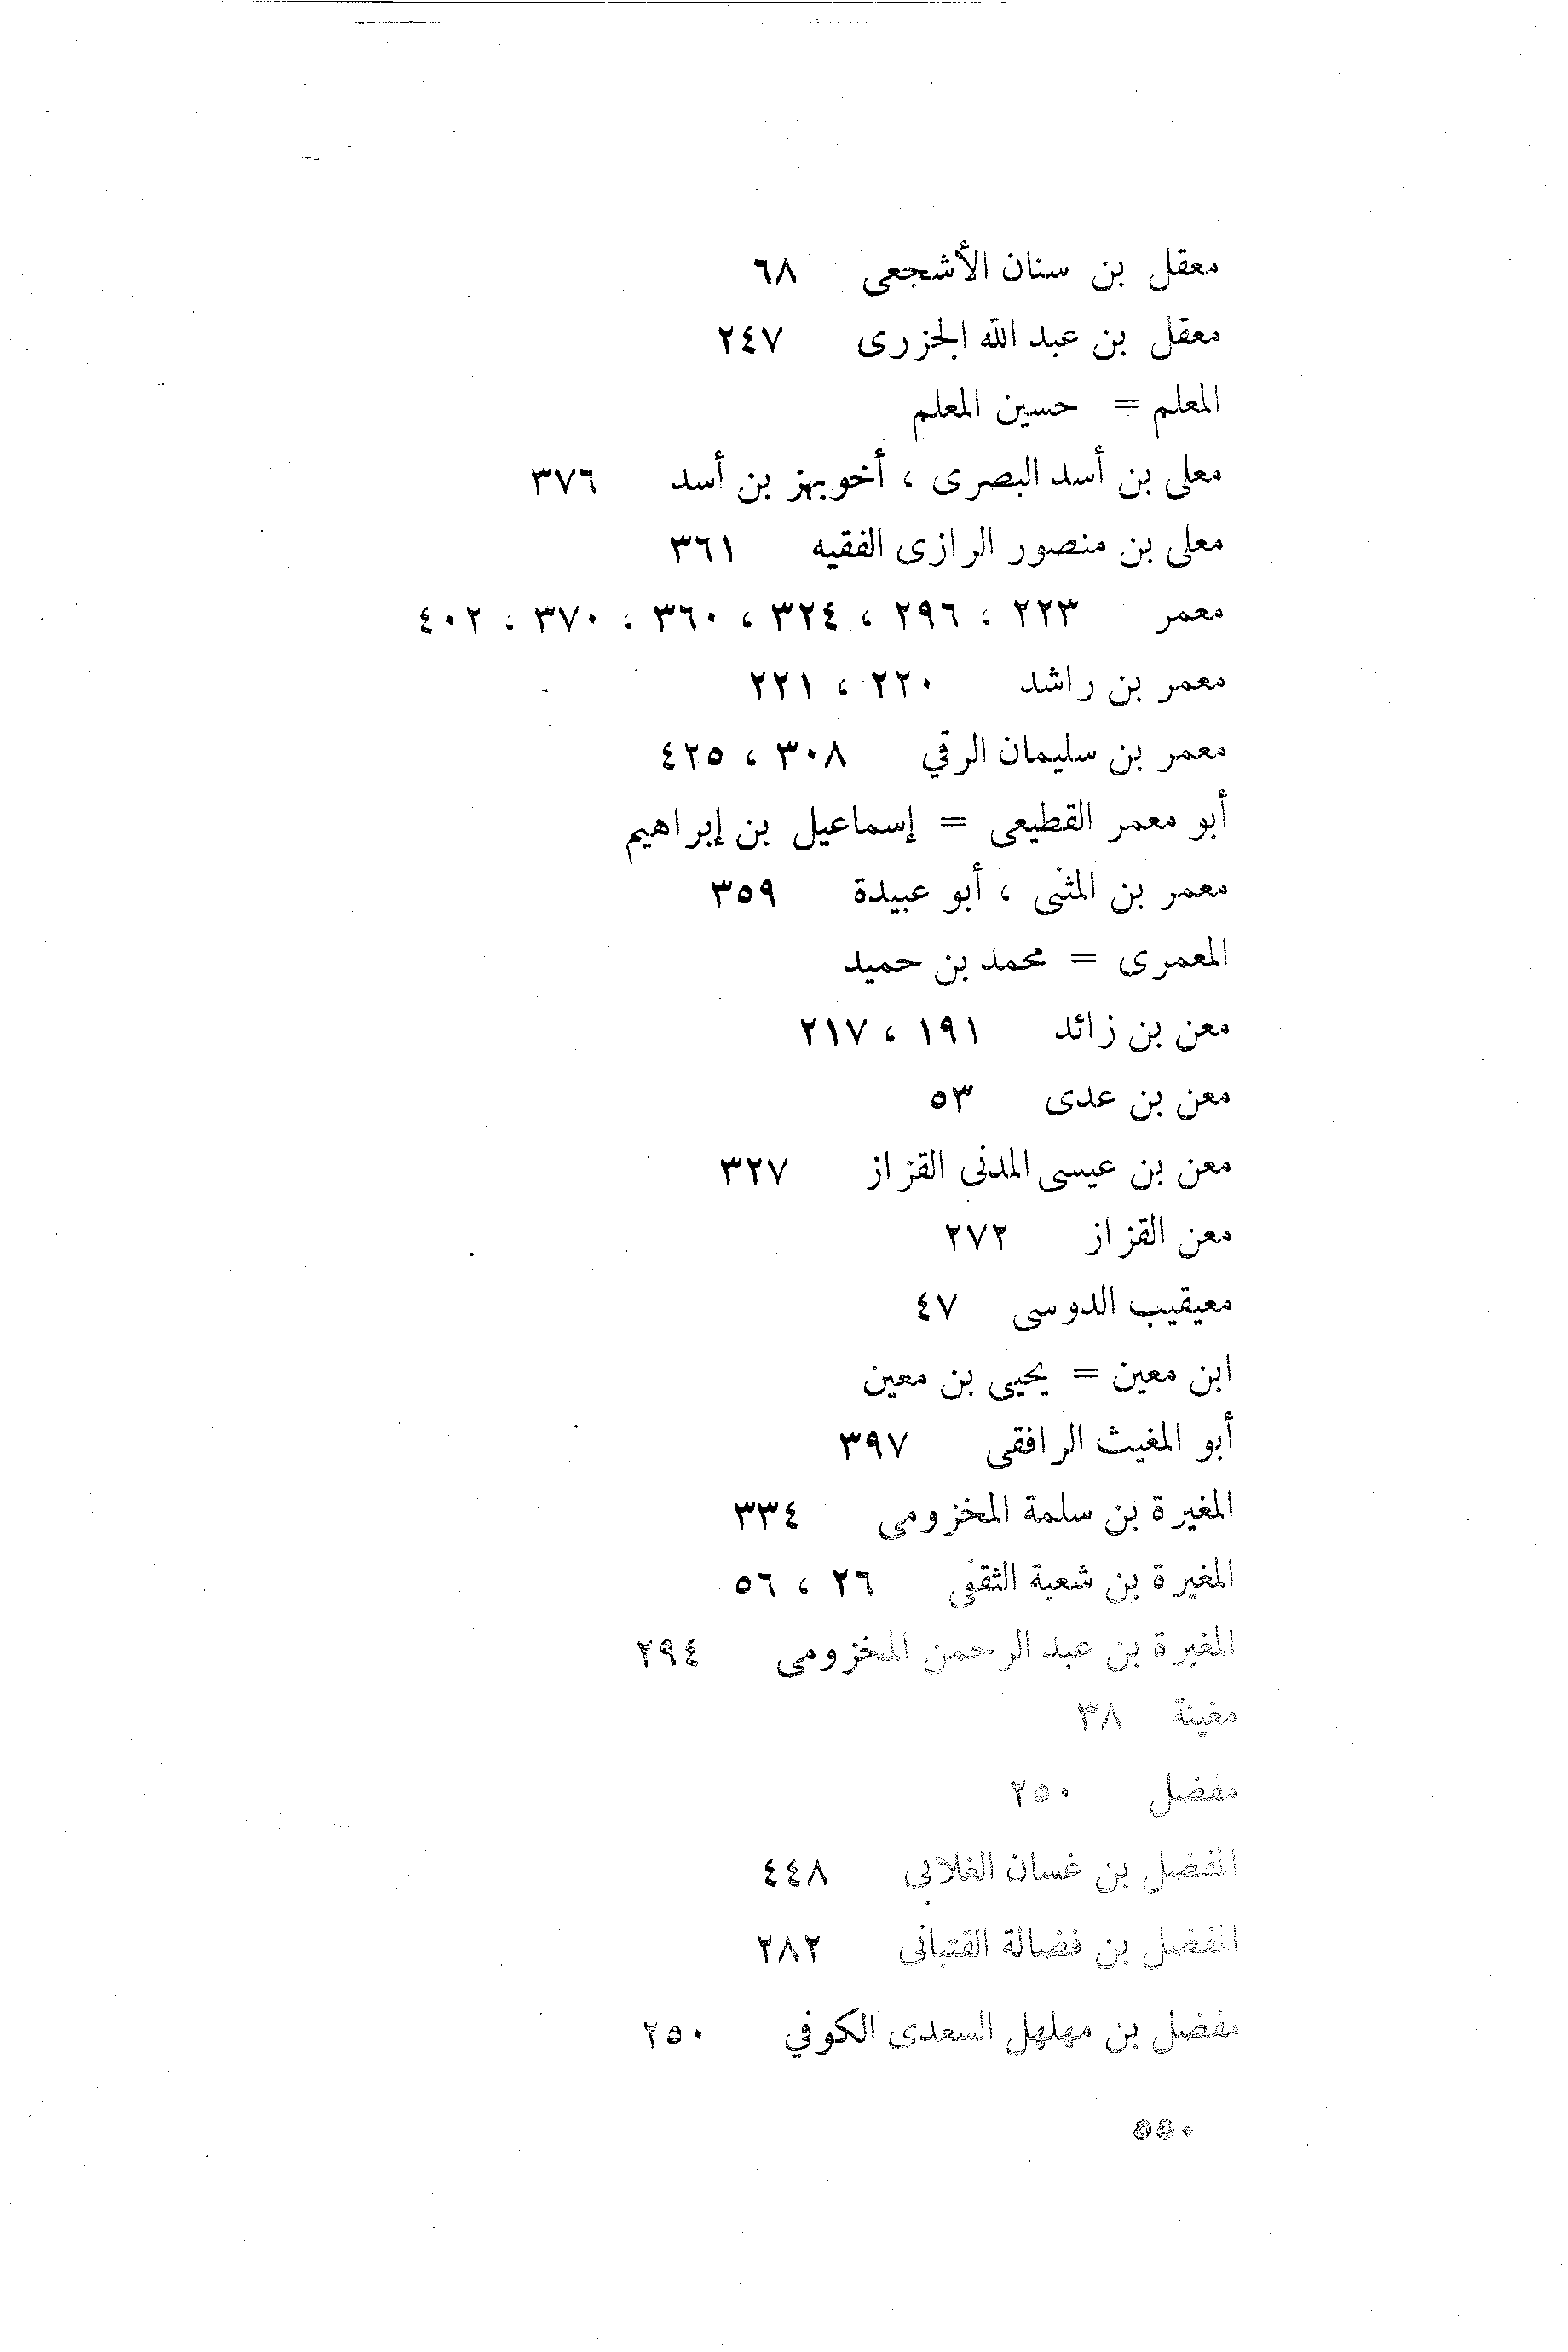 معقل بن سنان الأشجعى ٦٨
معقل بن عبد الله الجزرى ٢٤٧
المعلم = حسين المعلم
معلى بن أسد البصرى ، أخو بهز بن أسد ٣٧٦
معلى بن منصور الرازى الفقيه ٣٦١
معمر ٢٢٣ ، ٢٩٦ ، ٣٢٤ ، ٣٦٠ ، ٣٧٠ ، ٤٠٢
معمر بن راشد ٢٢٠ ، ٢٢١
معمر بن سليمان الرقي ٣٠٨ ، ٤٢٥
أبو معمر القطيعى = إسماعيل بن إبراهيم
معمر بن المثنى ، أبو عبيدة ٣٥٩
المعمرى = محمد بن حميد
معن بن زائد ١٩١ ، ٢١٧
معن بن عدى ٥٣
معن بن عيسى المدنى القزاز ٣٢٧
معن القزاز ٢٧٢
معيقيب الدوسى ٤٧
ابن معين = يحيى بن معين
أبو المغيث الرافقى ٣٩٧
المغيرة بن سلمة المخزومى ٣٣٤
المغيرة بن شعبة الثقفى ٢٦ ، ٥٦
المغيرة بن عبد الرحمن المخزومى ٢٩٤
مغيثة ٣٨
مفضل ٢٥٠
المفضل بن غسان الغلابى ٤٤٨
المفضل بن فضالة القتبانى ٢٨٢
مفضل بن مهلهل السعدى الكوفي ٢٥٠
٥٥٠